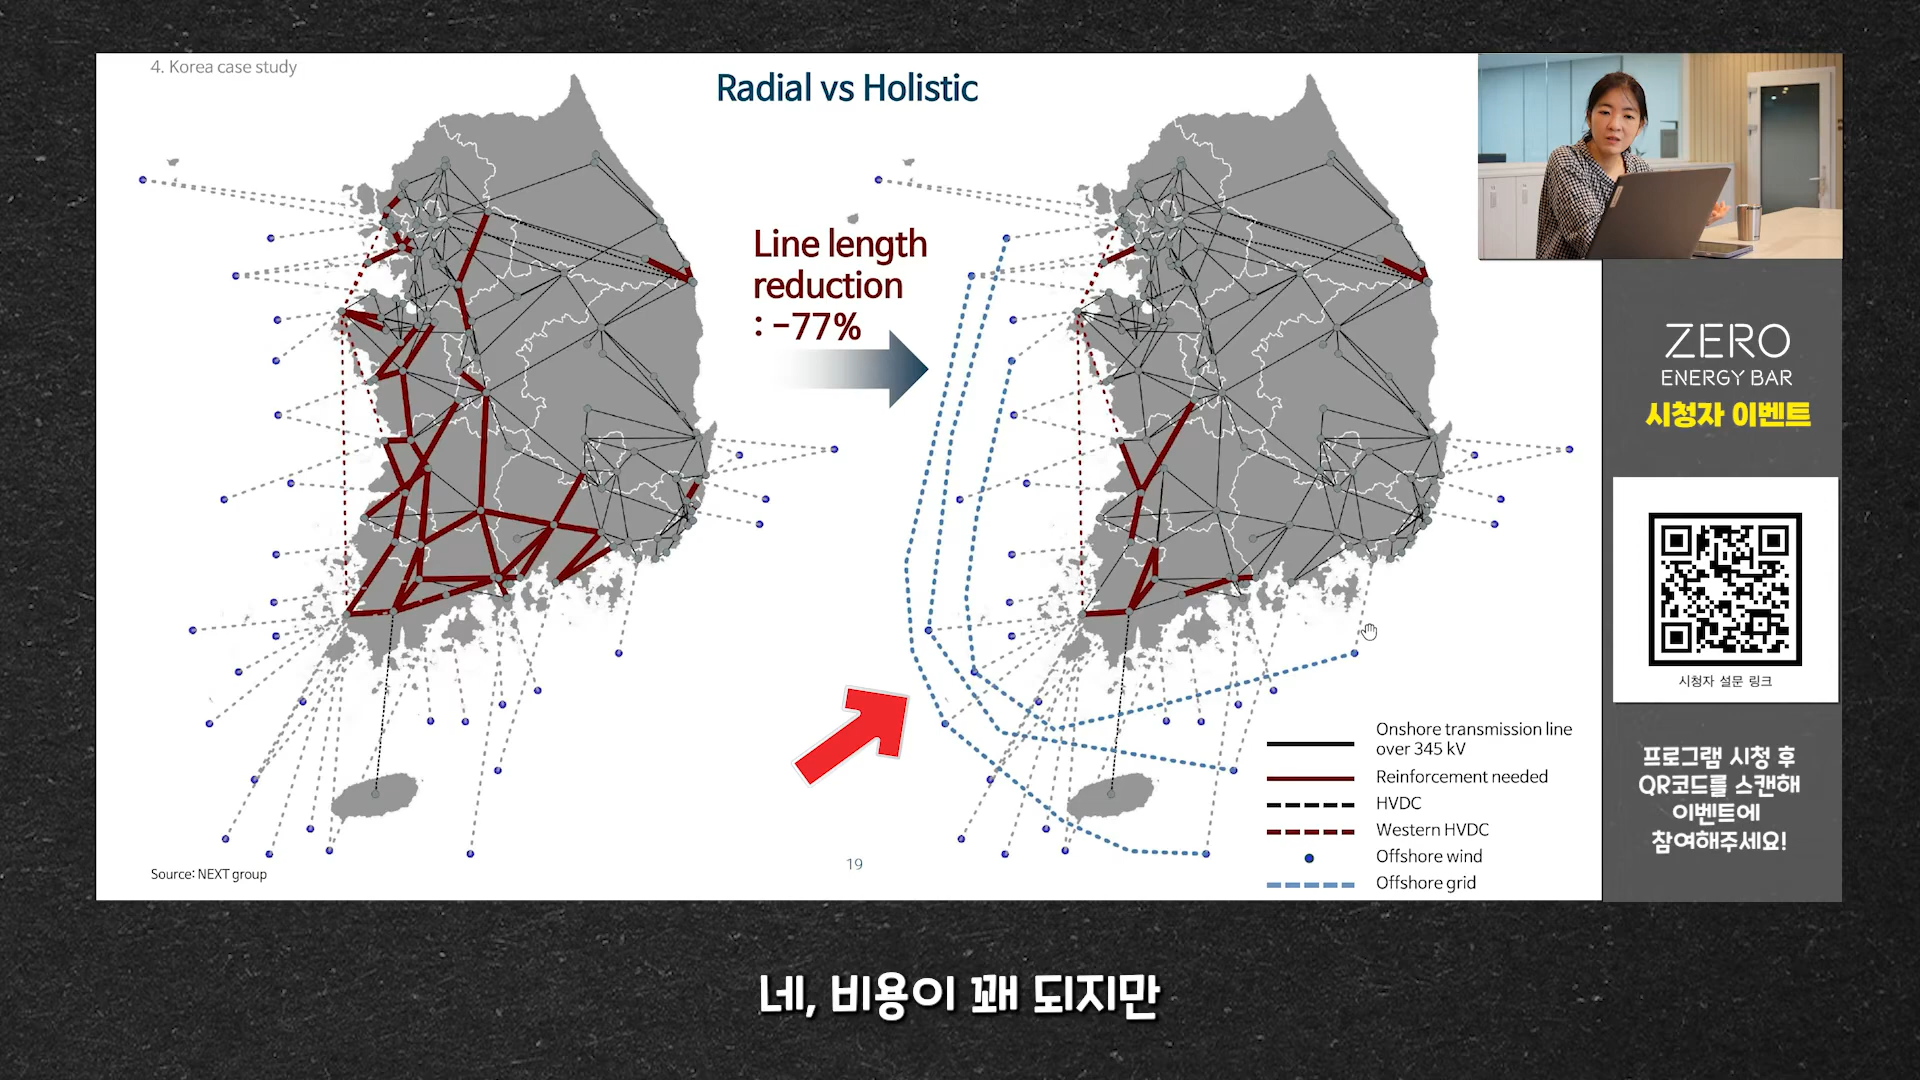 4. Korea case study
Radial vs Holistic
Line length
reduction
: -77%
Onshore transmission line
over 345 kV
Reinforcement needed
HVDC
Western HVDC
Offshore wind
Offshore grid
Source: NEXT group
19
ZERO
ENERGY BAR
시청자 이벤트
시청자 설문 링크
프로그램 시청 후
QR코드를 스캔해
이벤트에
참여해주세요!
네, 비용이 꽤 되지만